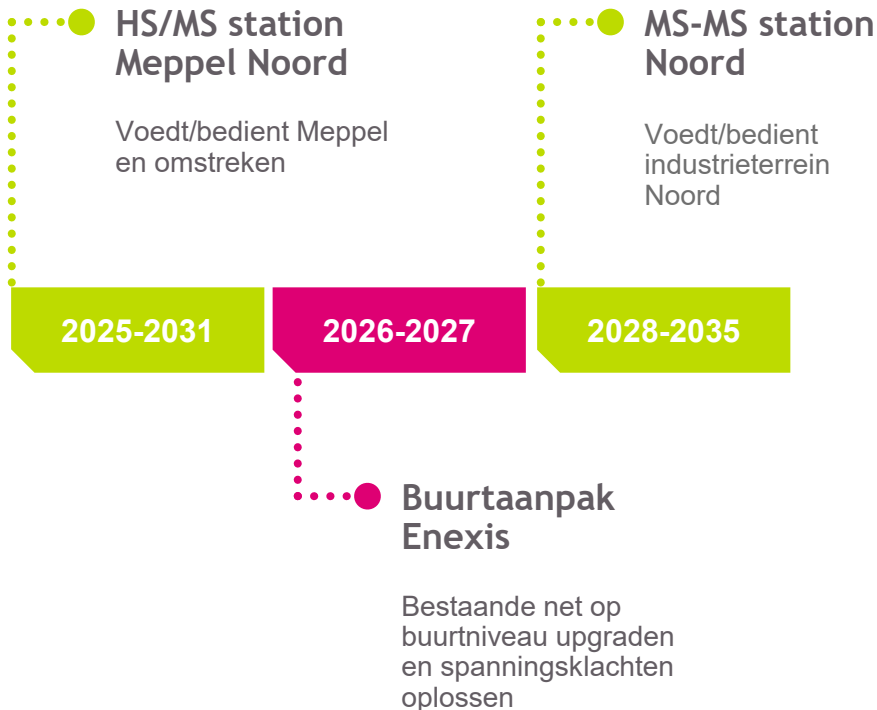 HS/MS station
Meppel Noord
Voedt/bedient Meppel
en omstreken
MS-MS station
Noord
Voedt/bedient
industrieterrein
Noord
2025-2031
2026-2027
2028-2035
Buurtaanpak
Enexis
Bestaande net op
buurtniveau upgraden
en spanningsklachten
oplossen